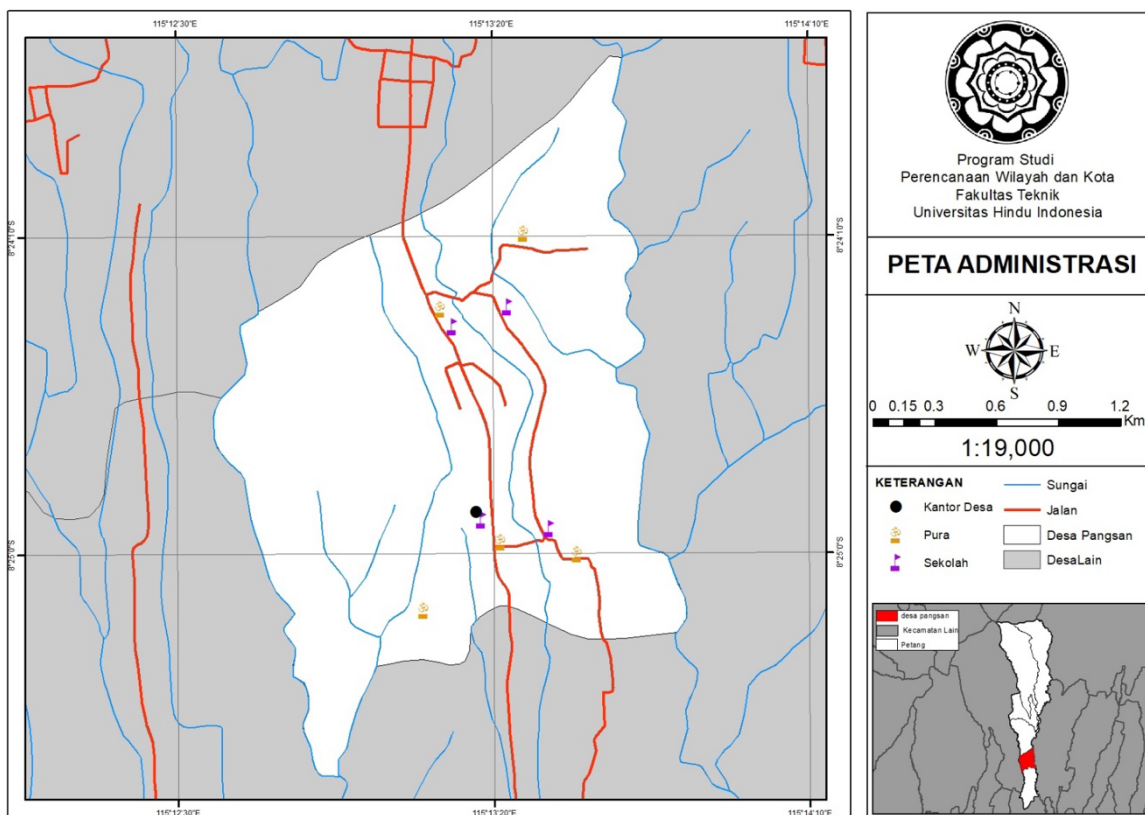 115°12'30"E 115°13'20"E 115°14'10"E
8°24'10"S 8°24'10"S
8°25'0"S 8°25'0"S
115°12'30"E 115°13'20"E 115°14'10"E
Program Studi
Perencanaan Wilayah dan Kota
Fakultas Teknik
Universitas Hindu Indonesia
PETA ADMINISTRASI
N
W E
S
0 0.15 0.3 0.6 0.9 1.2
Km
1:19,000
KETERANGAN
Kantor Desa
Pura
Sekolah
Sungai
Jalan
Desa Pangsan
DesaLain
desa pangsan
Kecamatan Lain
Petang